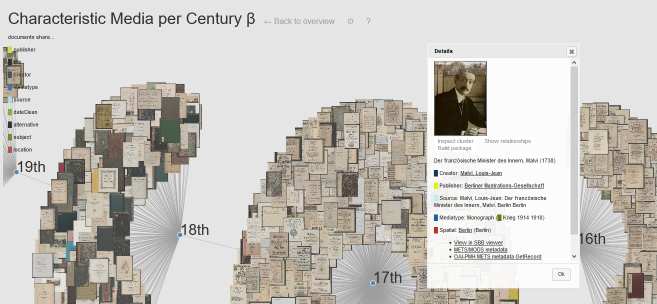 Characteristic Media per Century β
← Back to overview
?
documents share...
publisher
creator
mediatype
source
dateClean
alternative
subject
location
19th
18th
17th
16th
Details
Inspect cluster Show relationships
Build package
Der französische Ministre des Innern, Malvi (1738)
Creator: Malvi, Louis-Jean
Publisher: Berliner Illustrations-Gesellschaft
Source: Malvi, Louis-Jean: Der französische
Ministre des Innern, Malvi. Berlin Berlin
Mediatype: Monograph ( Krieg 1914 1918)
Spatial: Berlin (Berlin)
View in SBB viewer
METS/MODS metadata
OAI-PMH METS metadata GetRecord
Ok